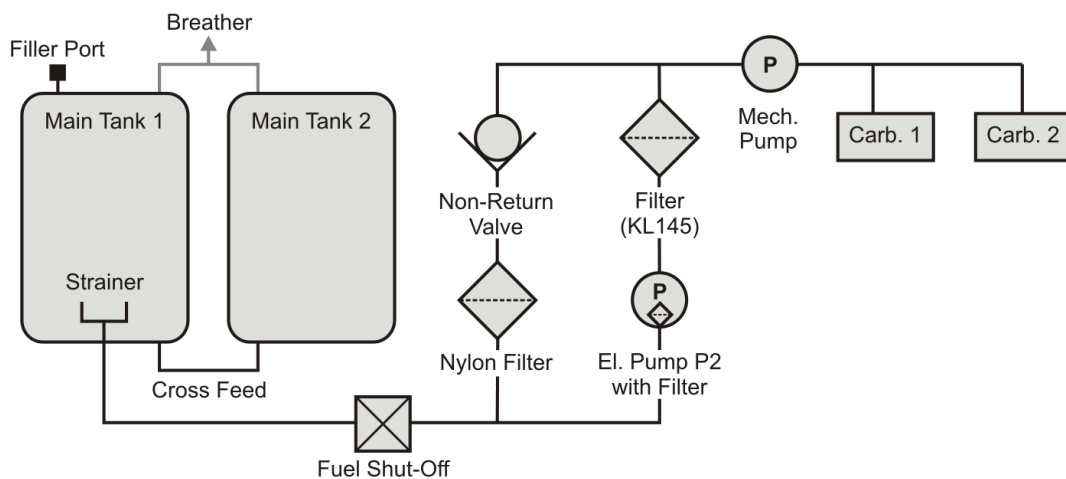 Breather
Filler Port
Main Tank 1
Main Tank 2
Strainer
Cross Feed
Fuel Shut-Off
Non-Return
Valve
Nylon Filter
Filter
(KL145)
P
El. Pump P2
with Filter
P
Mech.
Pump
Carb. 1
Carb. 2